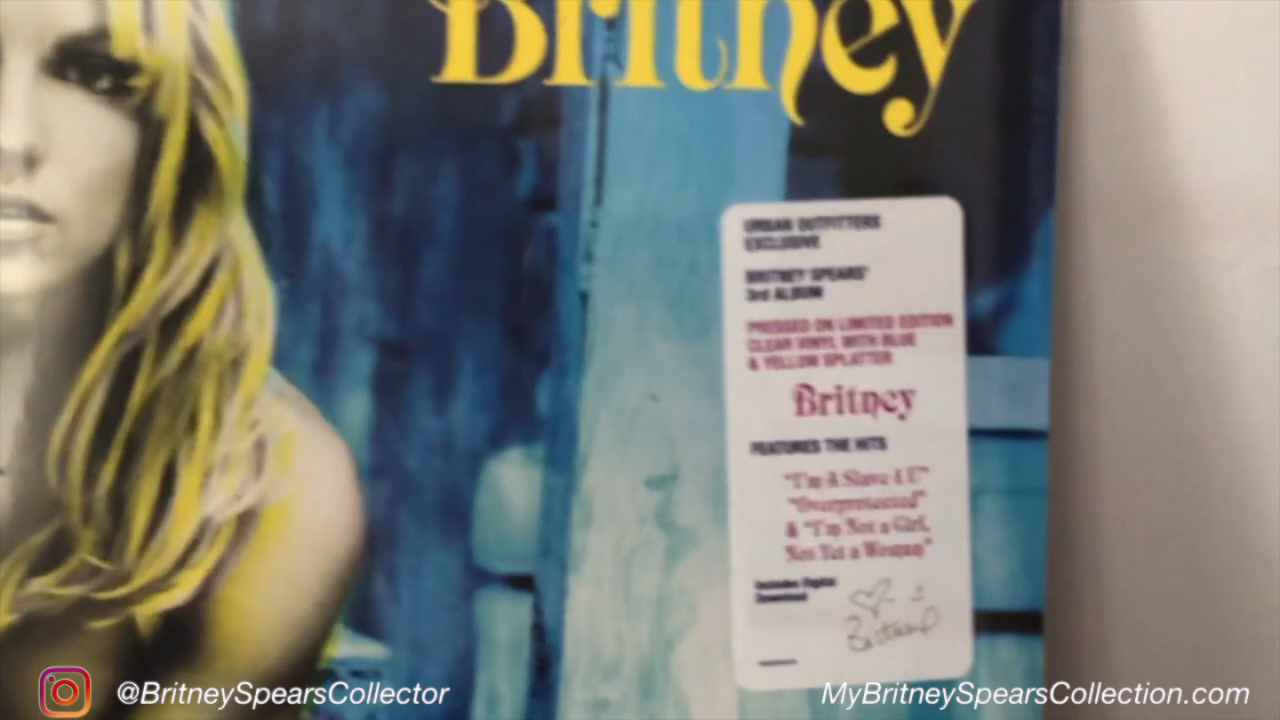 Britney
URBAN OUTFITTERS
EXCLUSIVE
BRITNEY SPEARS'
3rd ALBUM
PRESSED ON LIMITED EDITION
CLEAR VINYL WITH BLUE
& YELLOW SPLATTER
Britney
FEATURES THE HITS
"I'm A Slave 4 U"
"Overprotected"
& "I'm Not a Girl,
Not Yet a Woman"
Includes Digital
Download
@BritneySpearsCollector
MyBritneySpearsCollection.com